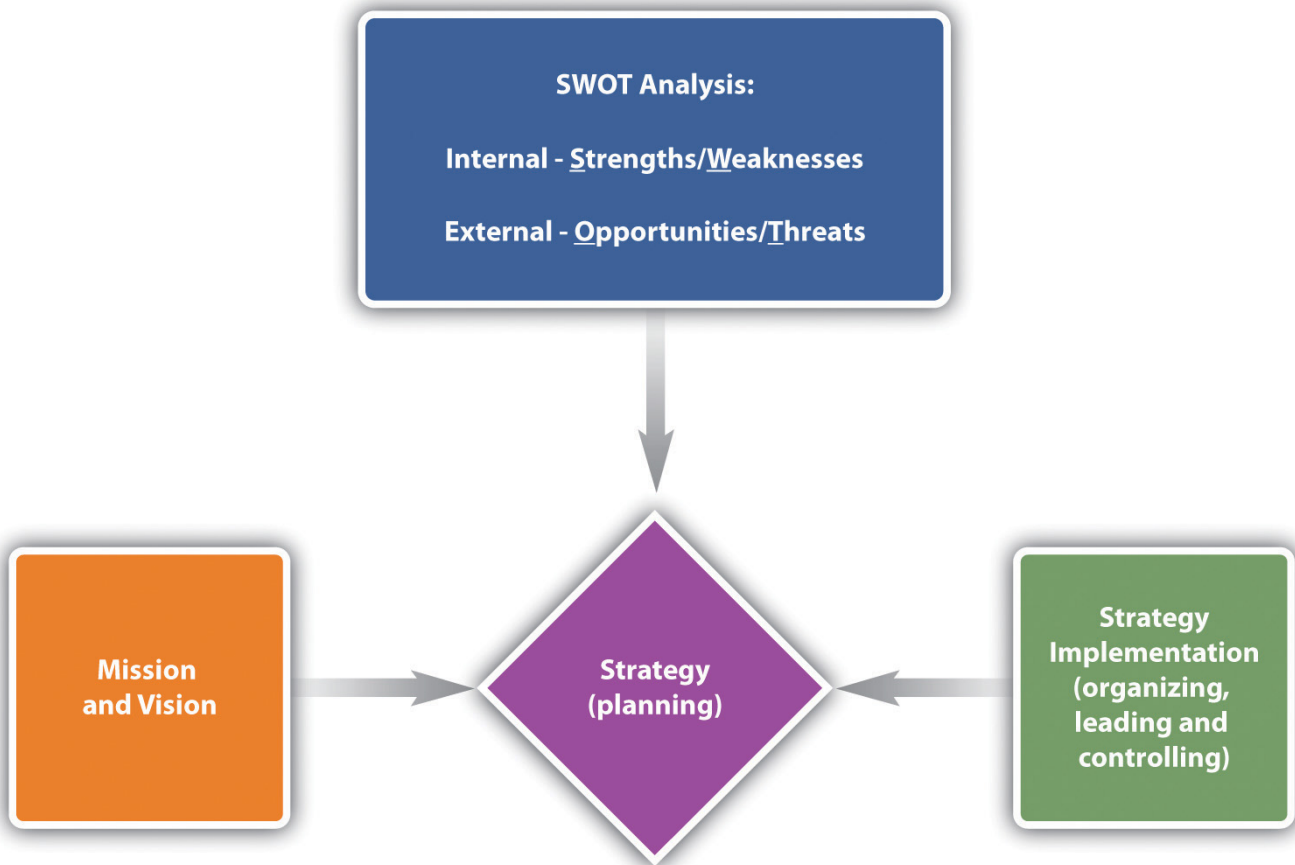 SWOT Analysis:
Internal - Strengths/Weaknesses
External - Opportunities/Threats
Mission
and Vision
Strategy
(planning)
Strategy
Implementation
(organizing,
leading and
controlling)